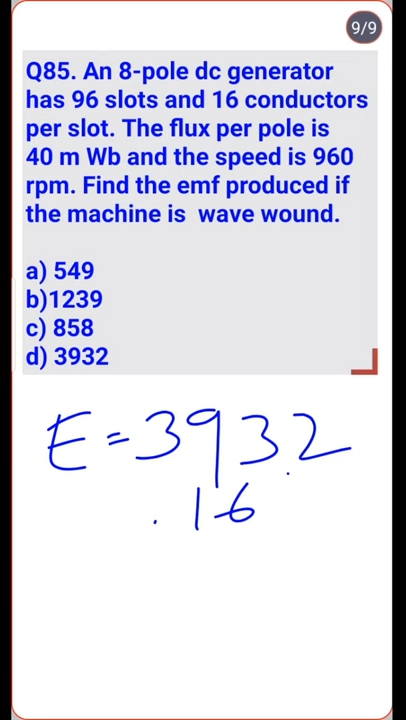 9/9
Q85. An 8-pole dc generator
has 96 slots and 16 conductors
per slot. The flux per pole is
40 m Wb and the speed is 960
rpm. Find the emf produced if
the machine is wave wound.
a) 549
b)1239
c) 858
d) 3932
E = 3932
. 16